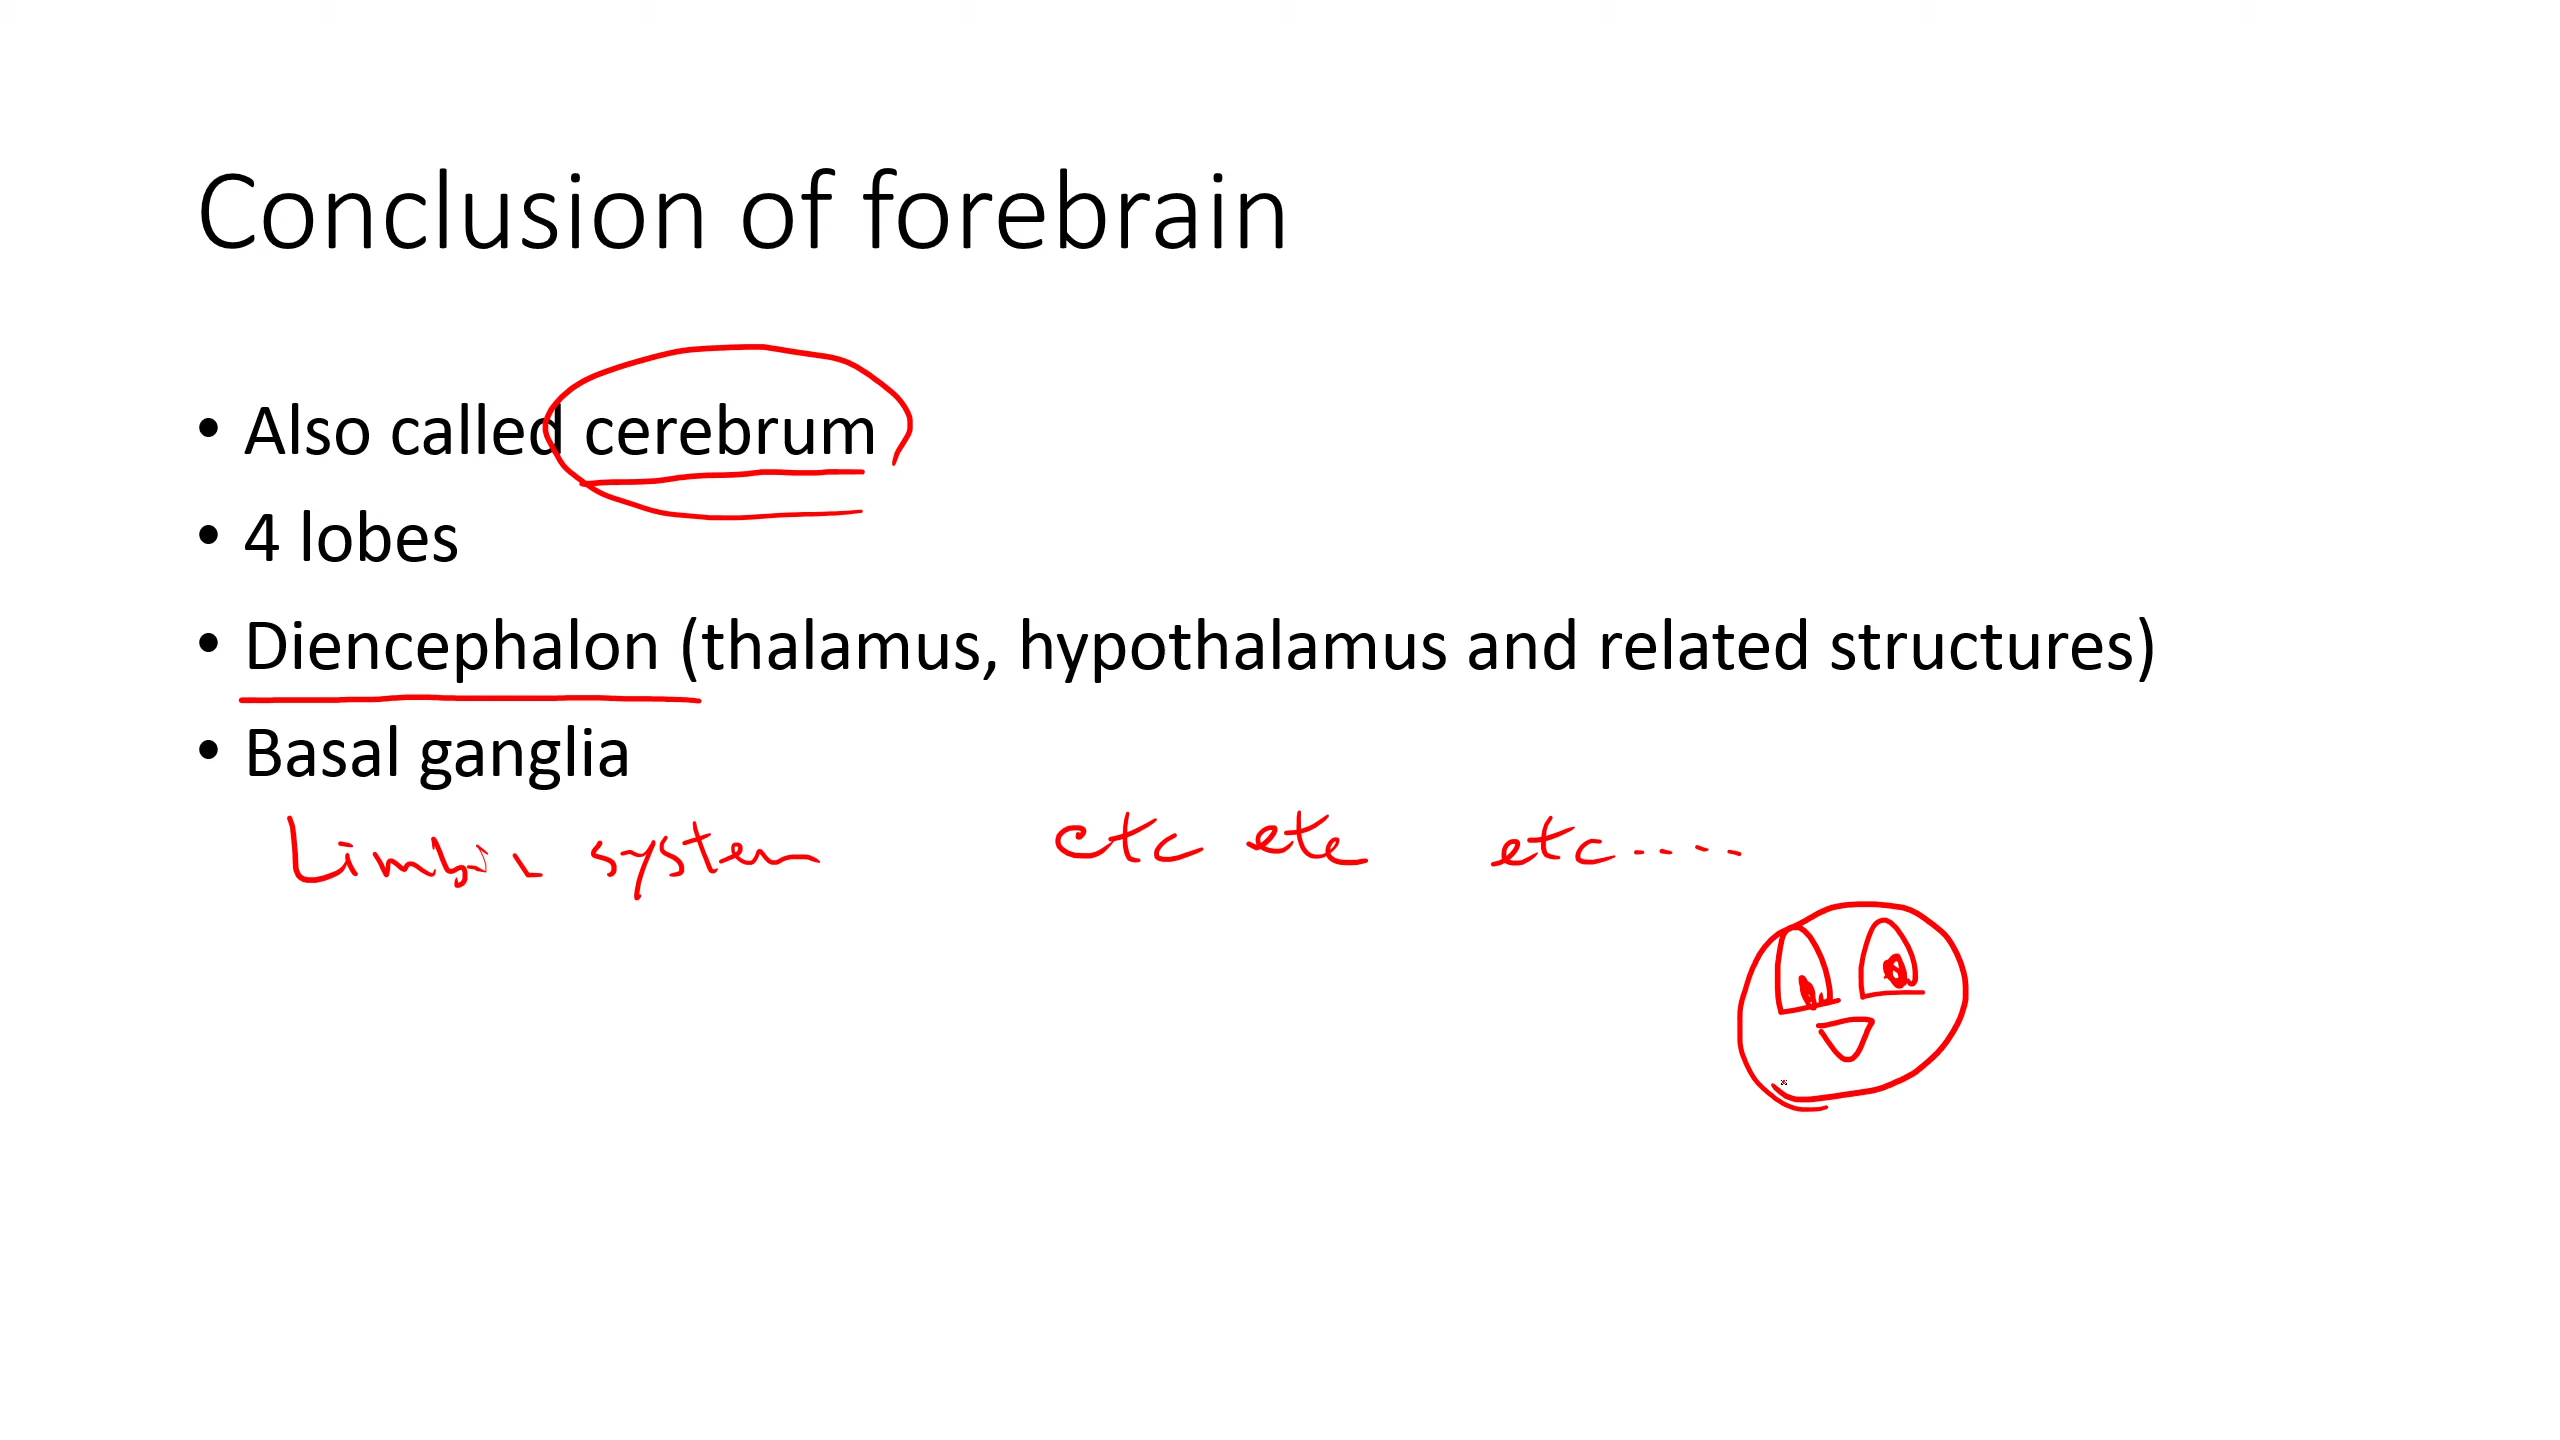 Conclusion of forebrain
• Also called cerebrum
• 4 lobes
• Diencephalon (thalamus, hypothalamus and related structures)
• Basal ganglia
Limbic system etc etc etc....